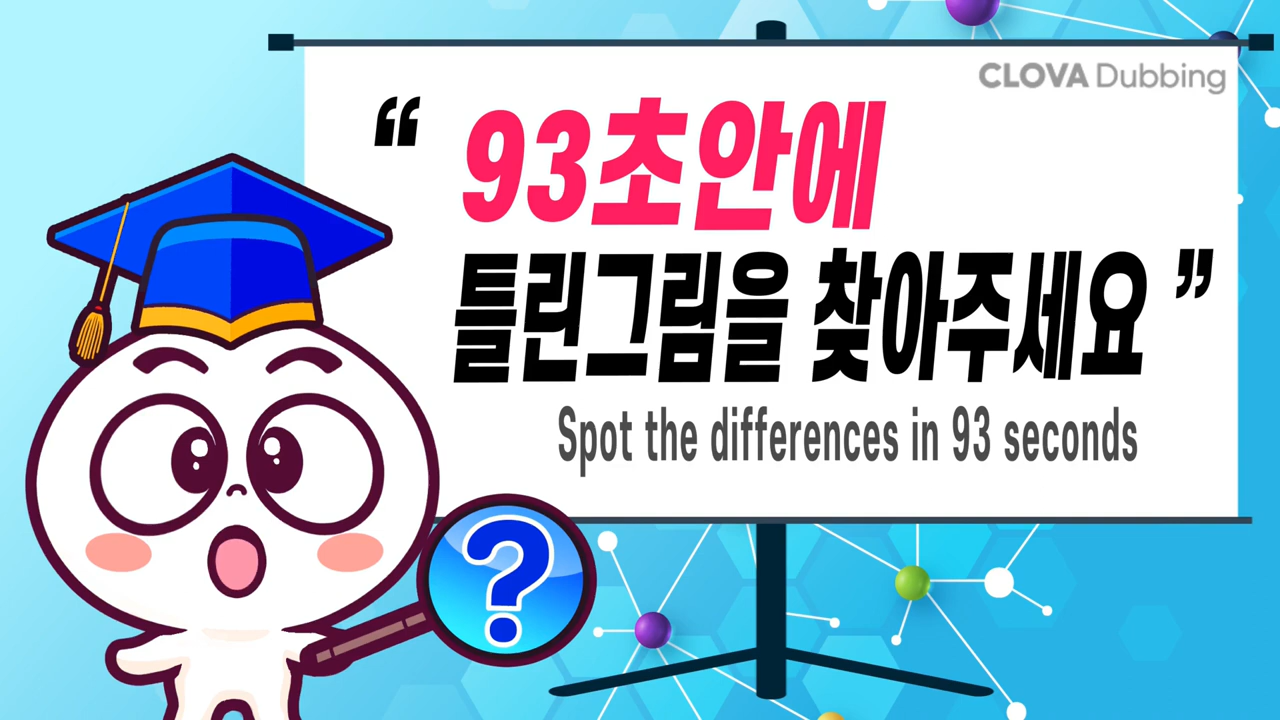 CLOVA Dubbing
“ 93초안에
틀린그림을 찾아주세요 ”
Spot the differences in 93 seconds
?